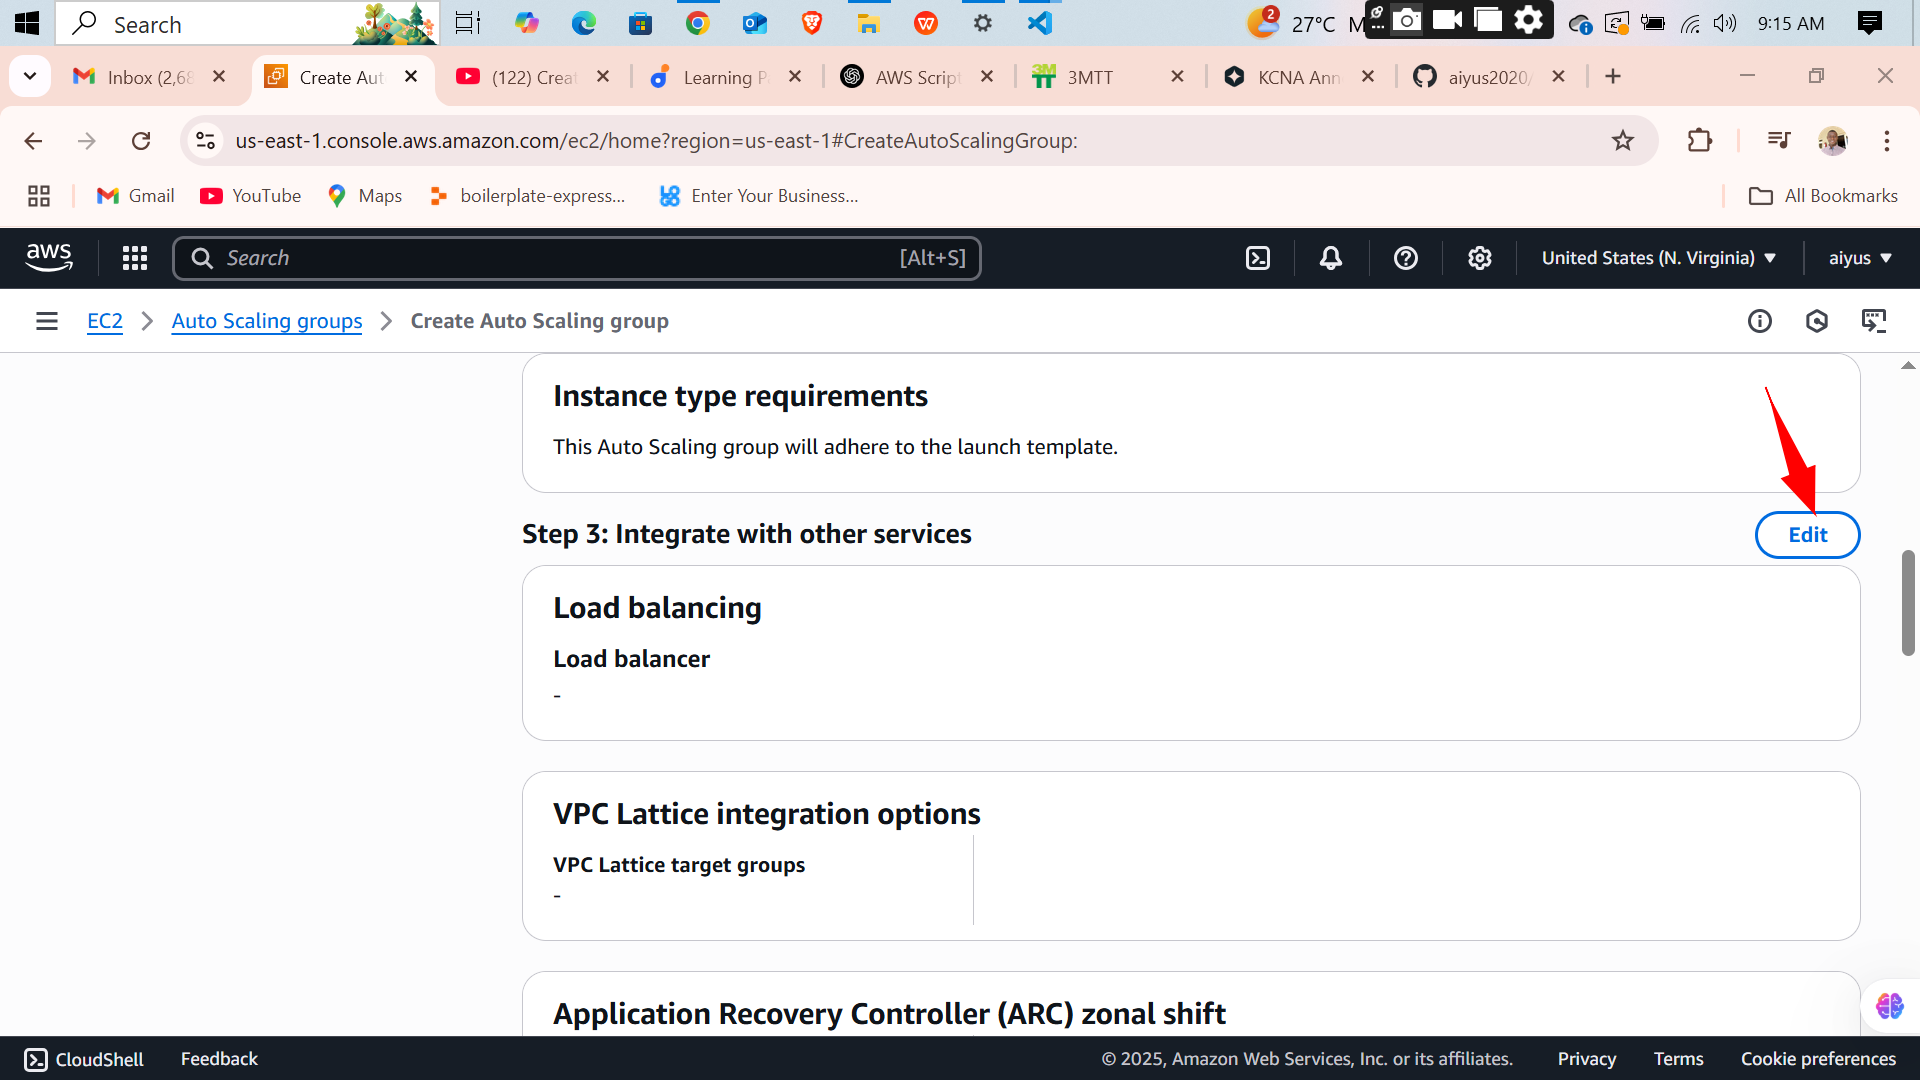 Search
2
27°C M
9:15 AM
Inbox (2,68
Create Aut
(122) Creat
Learning P
AWS Script
3MTT
KCNA Ann
aiyus2020/
us-east-1.console.aws.amazon.com/ec2/home?region=us-east-1#CreateAutoScalingGroup:
Gmail
YouTube
Maps
boilerplate-express...
Enter Your Business...
All Bookmarks
aws
Search
[Alt+S]
United States (N. Virginia)
aiyus
EC2
Auto Scaling groups
Create Auto Scaling group
Instance type requirements
This Auto Scaling group will adhere to the launch template.
Step 3: Integrate with other services
Edit
Load balancing
Load balancer
-
VPC Lattice integration options
VPC Lattice target groups
-
Application Recovery Controller (ARC) zonal shift
CloudShell
Feedback
© 2025, Amazon Web Services, Inc. or its affiliates.
Privacy
Terms
Cookie preferences